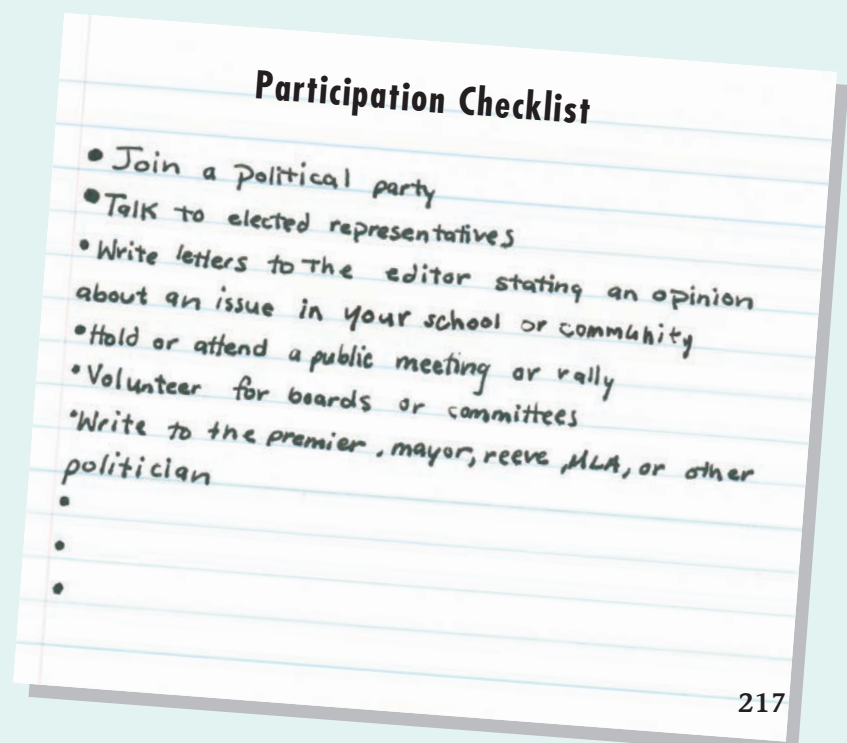 Participation Checklist
• Join a political party
• Talk to elected representatives
• Write letters to the editor stating an opinion
about an issue in your school or community
• Hold or attend a public meeting or rally
• Volunteer for boards or committees
• Write to the premier, mayor, reeve, MLA, or other
politician
•
•
•
217